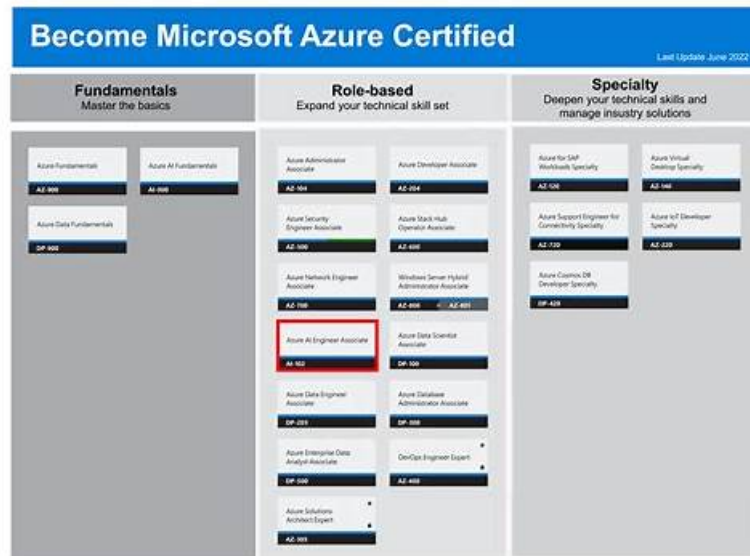 Become Microsoft Azure Certified
Last Update June 2022
Fundamentals
Master the basics
Azure Fundamentals
AZ-900
Azure AI Fundamentals
AI-900
Azure Data Fundamentals
DP-900
Role-based
Expand your technical skill set
Azure Administrator
Associate
AZ-104
Azure Developer Associate
AZ-204
Azure Security
Engineer Associate
AZ-500
Azure Stack Hub
Operator Associate
AZ-600
Azure Network Engineer
Associate
AZ-700
Windows Server Hybrid
Administrator Associate
AZ-800 + AZ-801
Azure AI Engineer Associate
AI-102
Azure Data Scientist
Associate
DP-100
Azure Data Engineer
Associate
DP-203
Azure Database
Administrator Associate
DP-300
Azure Enterprise Data
Analyst Associate
DP-500
DevOps Engineer Expert
AZ-400
Azure Solutions
Architect Expert
AZ-305
Specialty
Deepen your technical skills and
manage insustry solutions
Azure for SAP
Workloads Specialty
AZ-120
Azure Virtual
Desktop Specialty
AZ-140
Azure Support Engineer for
Connectivity Specialty
AZ-720
Azure IoT Developer
Specialty
AZ-220
Azure Cosmos DB
Developer Specialty
DP-420